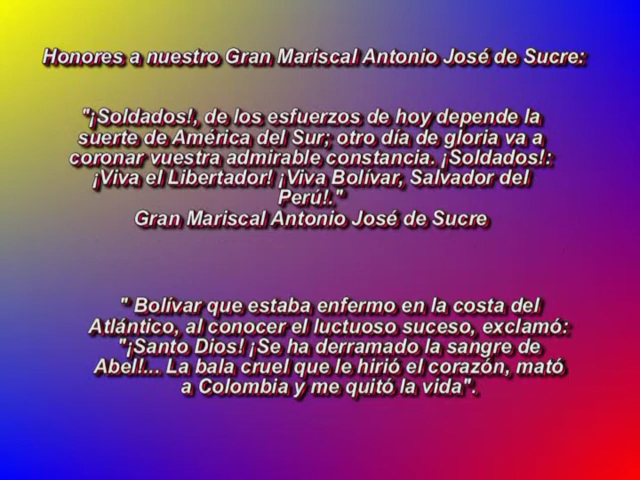 Honores a nuestro Gran Mariscal Antonio José de Sucre:
"¡Soldados!, de los esfuerzos de hoy depende la
suerte de América del Sur; otro día de gloria va a
coronar vuestra admirable constancia. ¡Soldados!:
¡Viva el Libertador! ¡Viva Bolívar, Salvador del
Perú!."
Gran Mariscal Antonio José de Sucre
" Bolívar que estaba enfermo en la costa del
Atlántico, al conocer el luctuoso suceso, exclamó:
"¡Santo Dios! ¡Se ha derramado la sangre de
Abel!... La bala cruel que le hirió el corazón, mató
a Colombia y me quitó la vida".